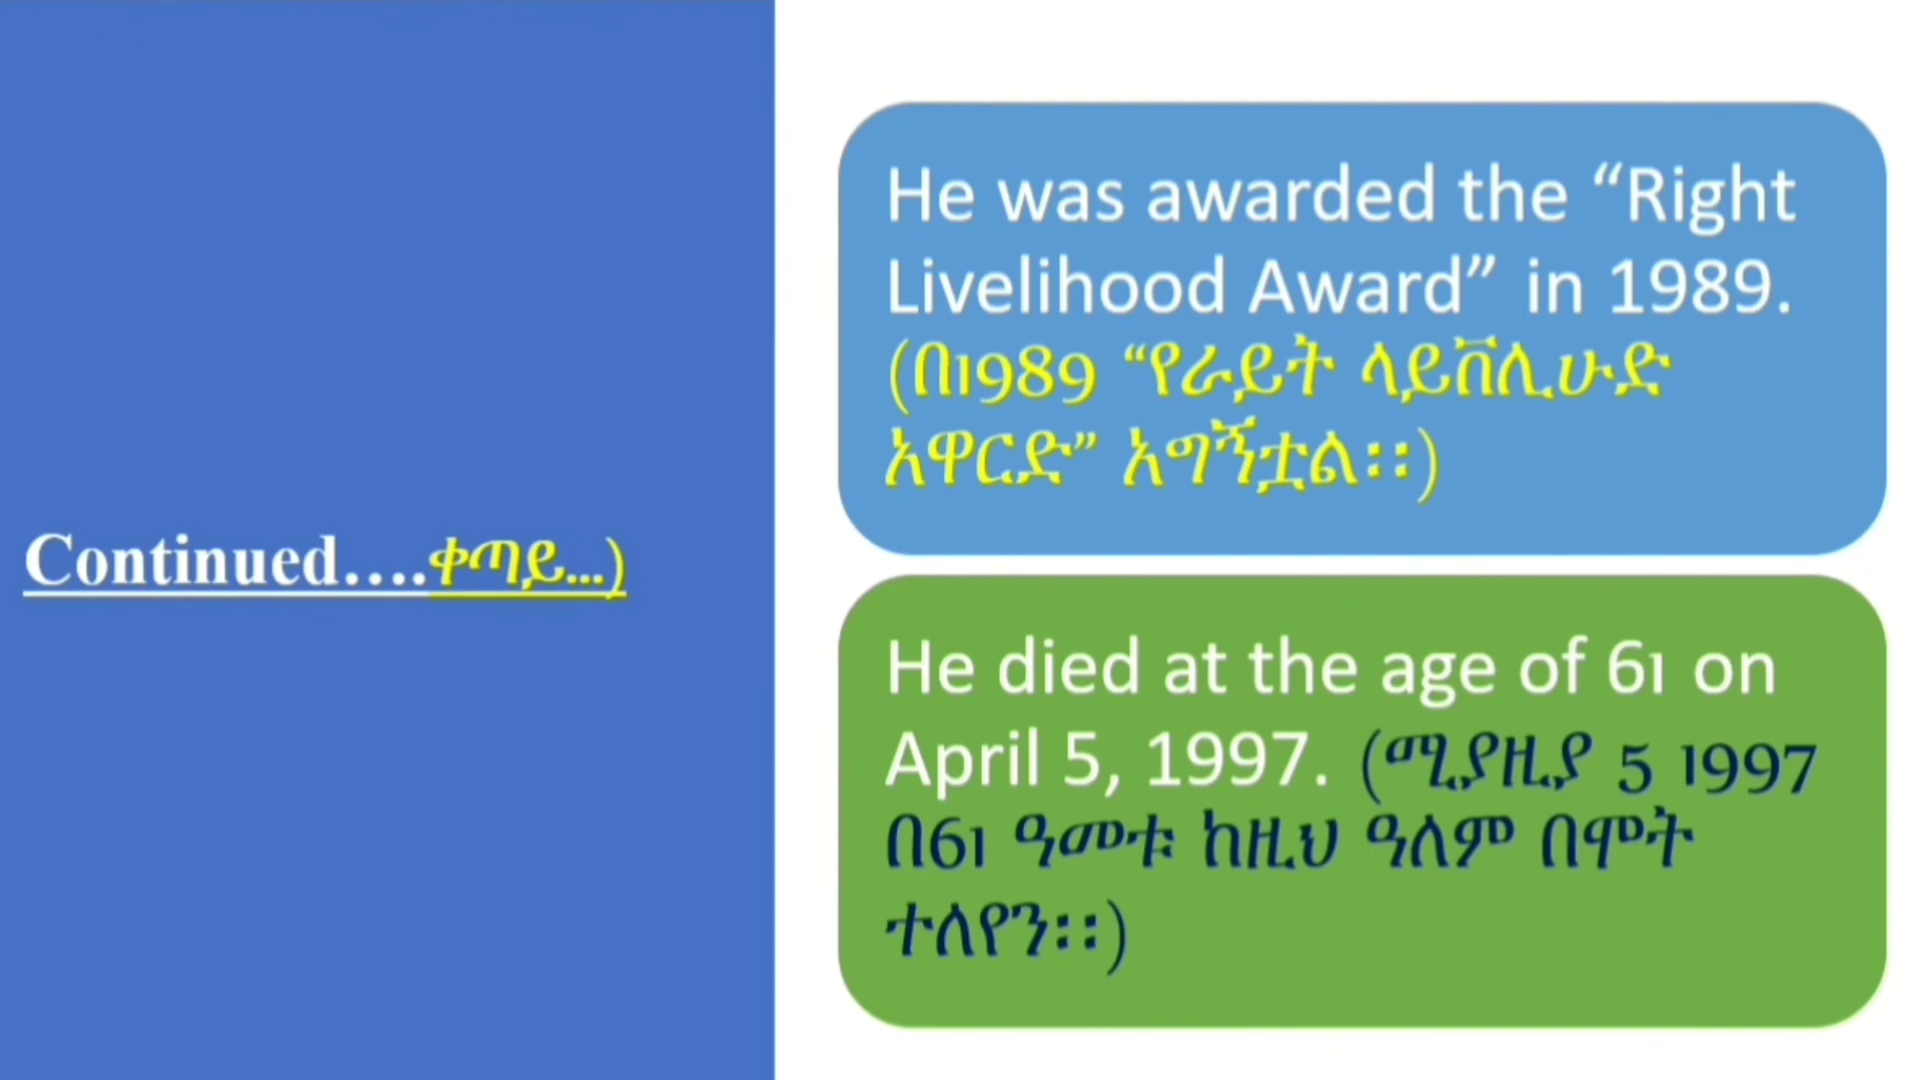 Continued….ቀጣይ...)
He was awarded the “Right
Livelihood Award” in 1989.
(በ1989 “የራይት ላይቭሊሁድ
አዋርድ” አግኝቷል፡፡)
He died at the age of 61 on
April 5, 1997. (ሚያዚያ 5 1997
በ61 ዓመቱ ከዚህ ዓለም በሞት
ተለየን፡፡)